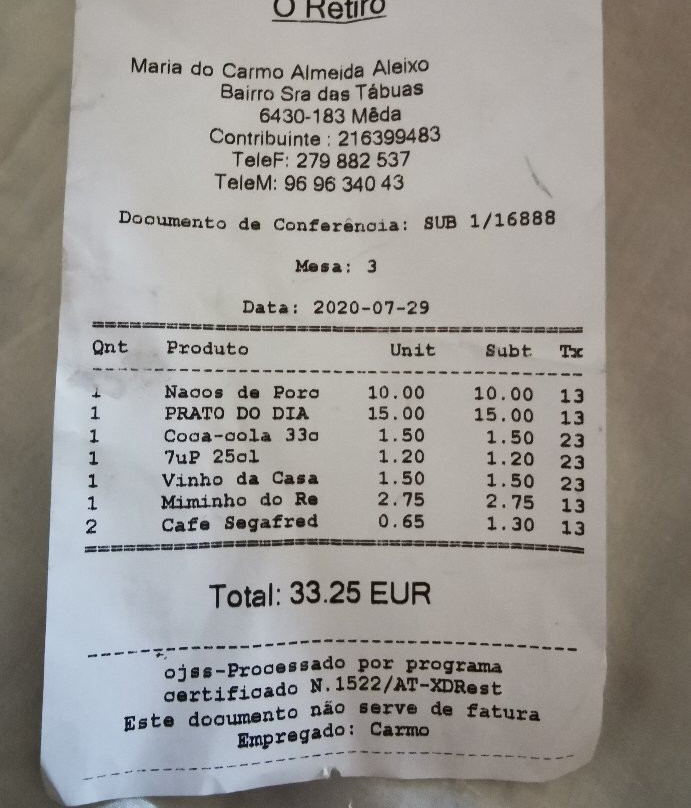 O Retiro
Maria do Carmo Almeida Aleixo
Bairro Sra das Tábuas
6430-183 Mêda
Contribuinte : 216399483
TeleF: 279 882 537
TeleM: 96 96 340 43
Documento de Conferência: SUB 1/16888
Mesa: 3
Data: 2020-07-29
Qnt Produto Unit Subt Tx
1 Nacos de Porc 10.00 10.00 13
1 PRATO DO DIA 15.00 15.00 13
1 Coca-cola 33c 1.50 1.50 23
1 7uP 25cl 1.20 1.20 23
1 Vinho da Casa 1.50 1.50 23
1 Miminho do Re 2.75 2.75 13
2 Cafe Segafred 0.65 1.30 13
Total: 33.25 EUR
ojss-Processado por programa
certificado N.1522/AT-XDRest
Este documento não serve de fatura
Empregado: Carmo